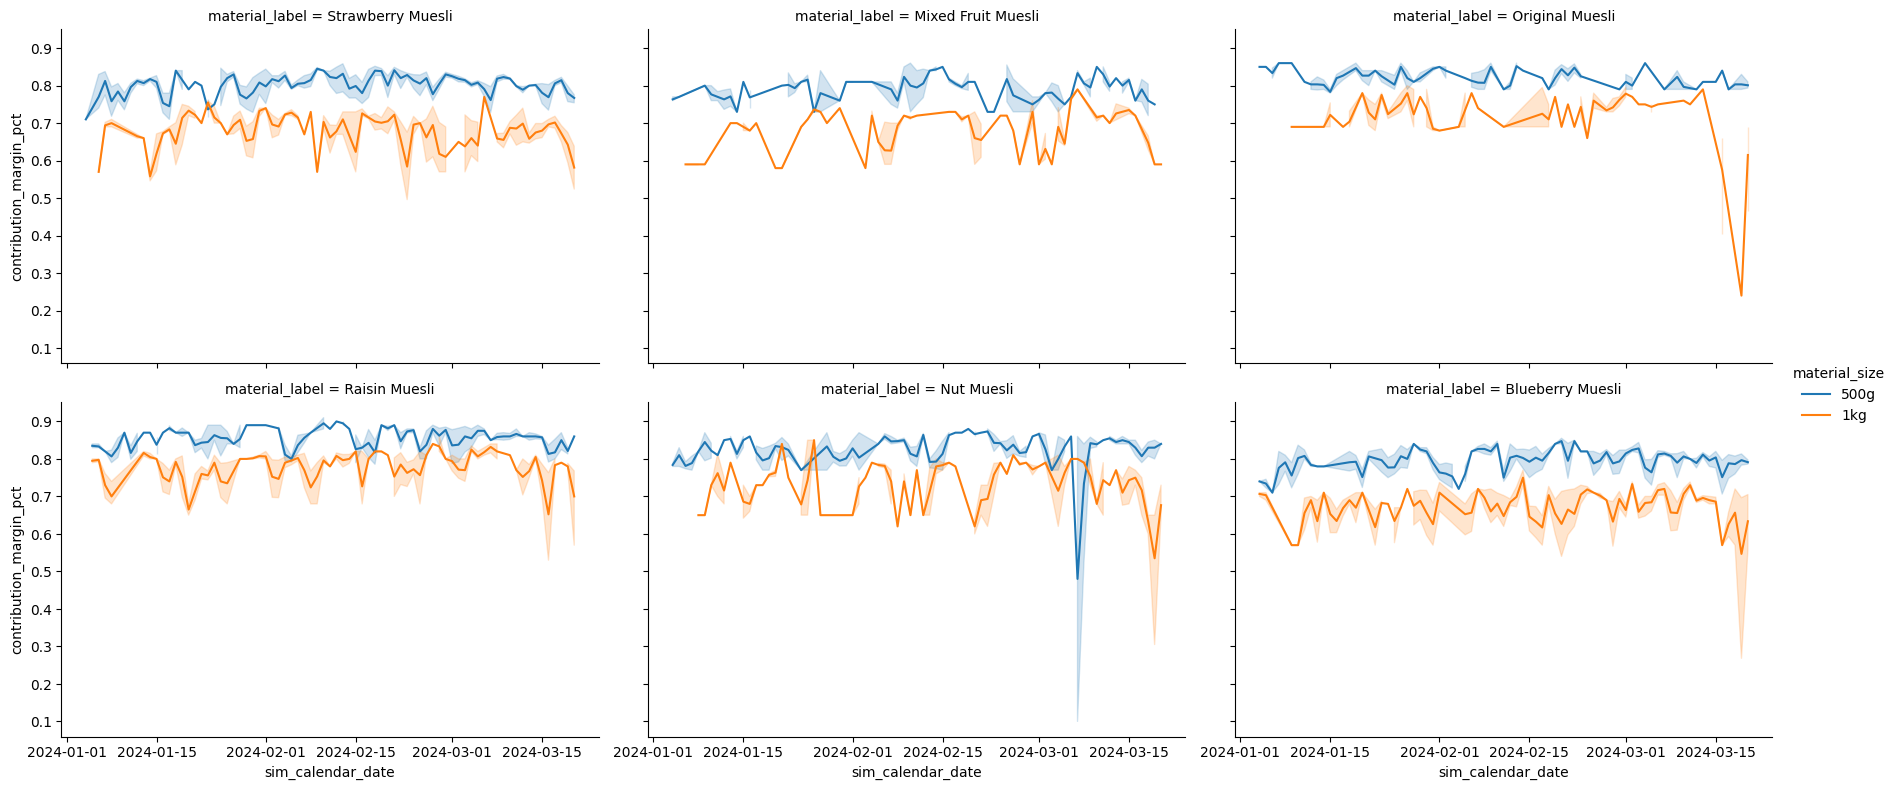 material_label = Strawberry Muesli
material_label = Mixed Fruit Muesli
material_label = Original Muesli
contribution_margin_pct
0.9
0.8
0.7
0.6
0.5
0.4
0.3
0.2
0.1
material_label = Raisin Muesli
material_label = Nut Muesli
material_label = Blueberry Muesli
contribution_margin_pct
0.9
0.8
0.7
0.6
0.5
0.4
0.3
0.2
0.1
2024-01-01 2024-01-15 2024-02-01 2024-02-15 2024-03-01 2024-03-15
sim_calendar_date
2024-01-01 2024-01-15 2024-02-01 2024-02-15 2024-03-01 2024-03-15
sim_calendar_date
2024-01-01 2024-01-15 2024-02-01 2024-02-15 2024-03-01 2024-03-15
sim_calendar_date
material_size
500g
1kg